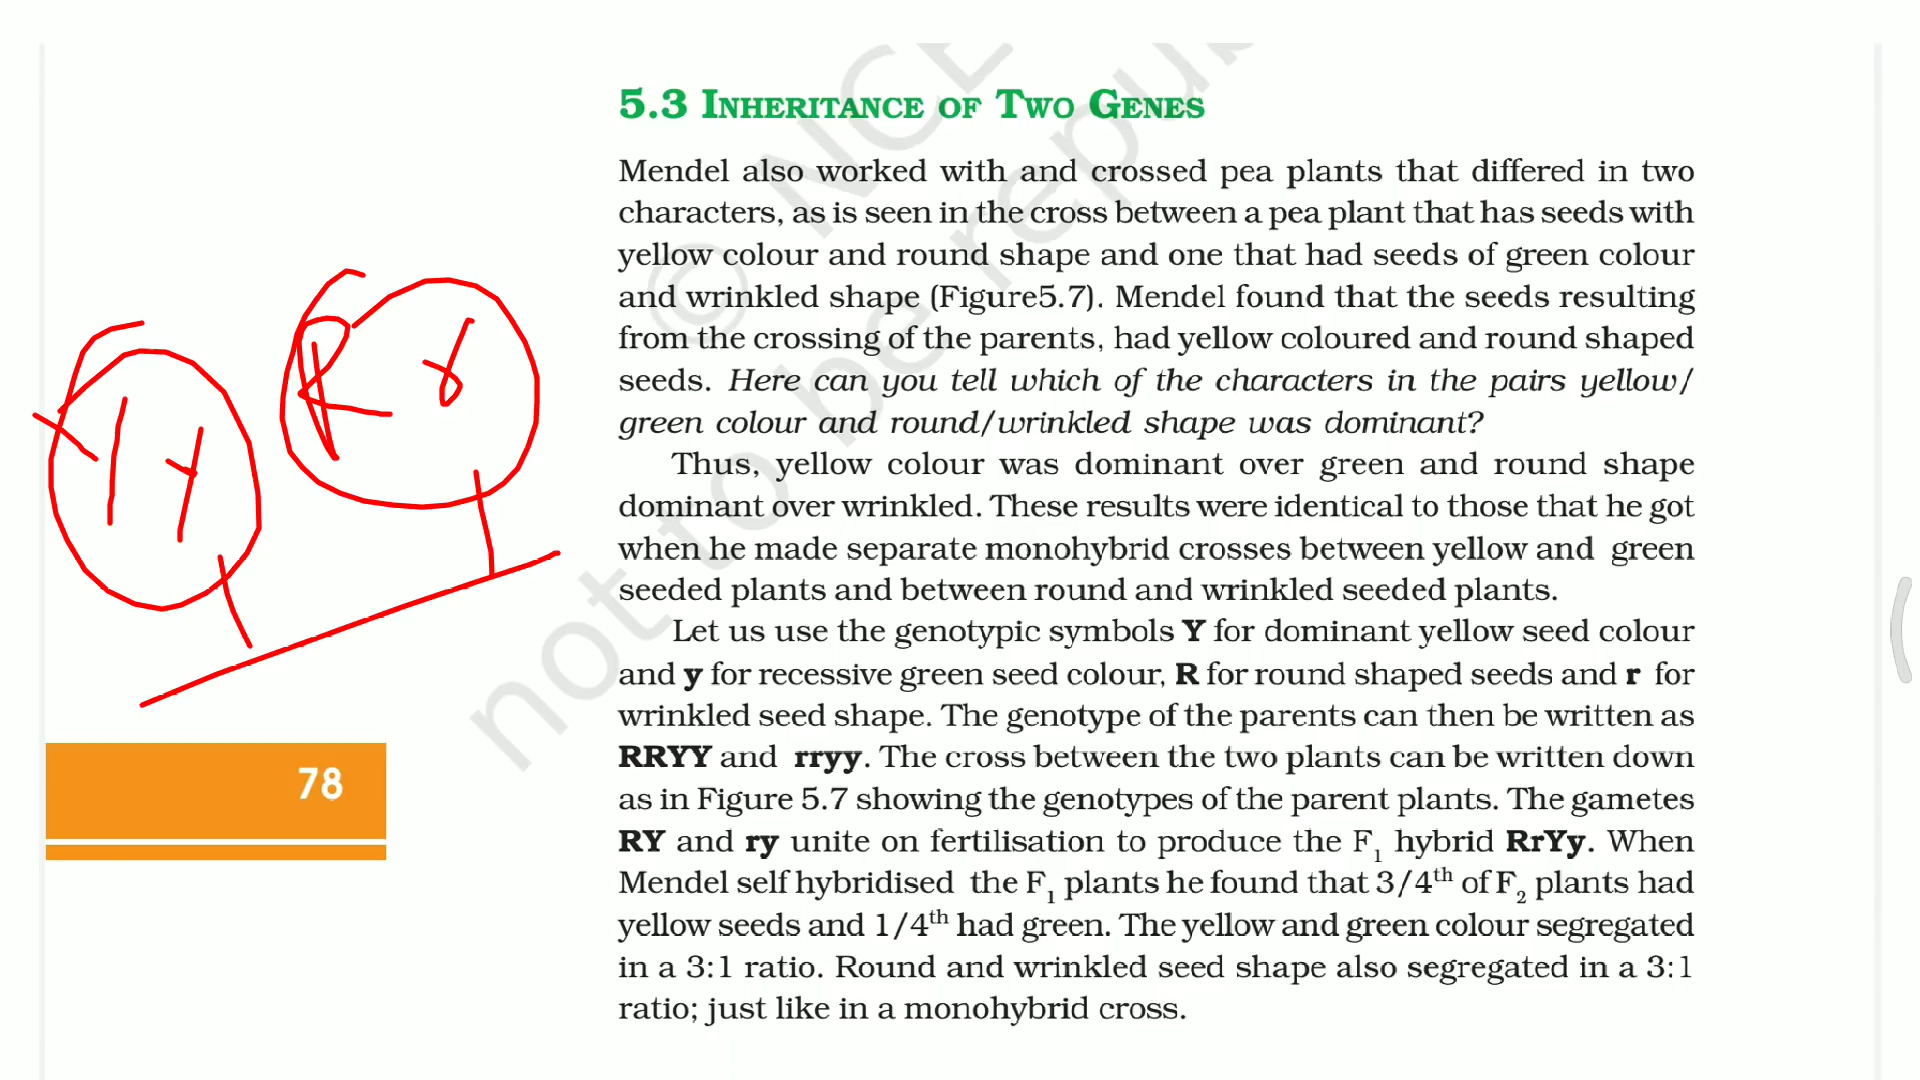 5.3 INHERITANCE OF TWO GENES
Mendel also worked with and crossed pea plants that differed in two
characters, as is seen in the cross between a pea plant that has seeds with
yellow colour and round shape and one that had seeds of green colour
and wrinkled shape (Figure5.7). Mendel found that the seeds resulting
from the crossing of the parents, had yellow coloured and round shaped
seeds. Here can you tell which of the characters in the pairs yellow/
green colour and round/wrinkled shape was dominant?
Thus, yellow colour was dominant over green and round shape
dominant over wrinkled. These results were identical to those that he got
when he made separate monohybrid crosses between yellow and green
seeded plants and between round and wrinkled seeded plants.
Let us use the genotypic symbols Y for dominant yellow seed colour
and y for recessive green seed colour, R for round shaped seeds and r for
wrinkled seed shape. The genotype of the parents can then be written as
RRYY and rryy. The cross between the two plants can be written down
as in Figure 5.7 showing the genotypes of the parent plants. The gametes
RY and ry unite on fertilisation to produce the F1 hybrid RrYy. When
Mendel self hybridised the F1 plants he found that 3/4th of F2 plants had
yellow seeds and 1/4th had green. The yellow and green colour segregated
in a 3:1 ratio. Round and wrinkled seed shape also segregated in a 3:1
ratio; just like in a monohybrid cross.
Y y
R r
78
© NCE
not to be repub